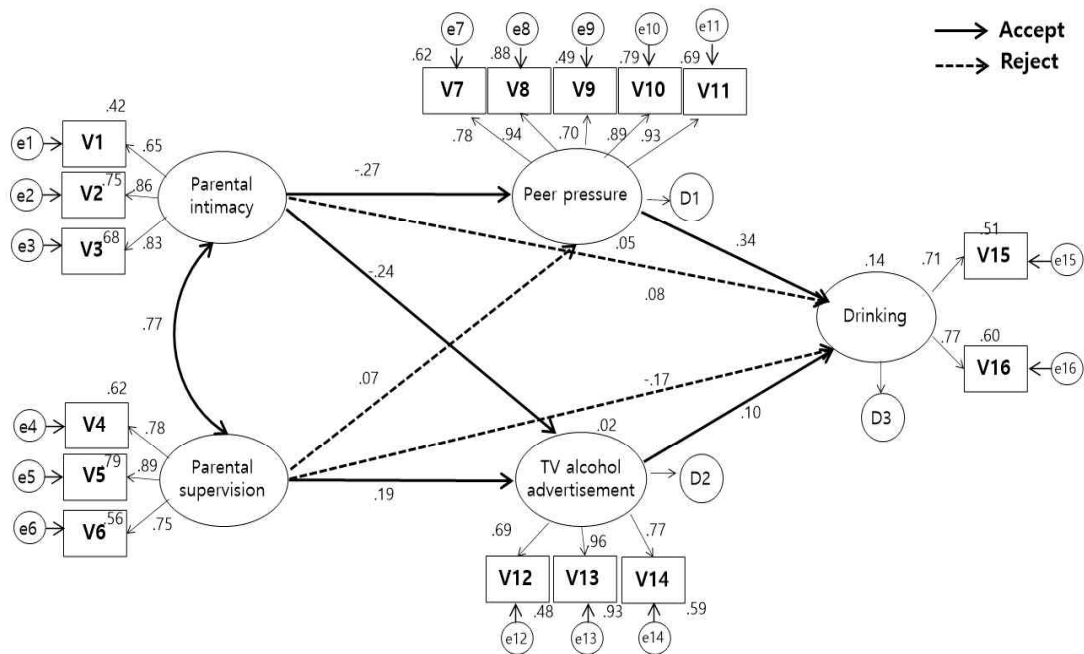 e7
e8
e9
e10
e11
.62
.88
.49
.79
.69
V7
V8
V9
V10
V11
.78
.94
.70
.89
.93
Accept
Reject
.42
e1
V1
.65
e2
V2
.75
.86
e3
V3
.68
.83
Parental
intimacy
-.27
Peer pressure
D1
.05
.34
-.24
.08
.77
.07
-.17
.10
.14
Drinking
D3
.51
.71
V15
e15
.60
.77
V16
e16
.62
e4
V4
.78
e5
V5
.79
.89
e6
V6
.56
.75
Parental
supervision
.19
.02
TV alcohol
advertisement
D2
.69
.96
.77
V12
V13
V14
.48
.93
.59
e12
e13
e14